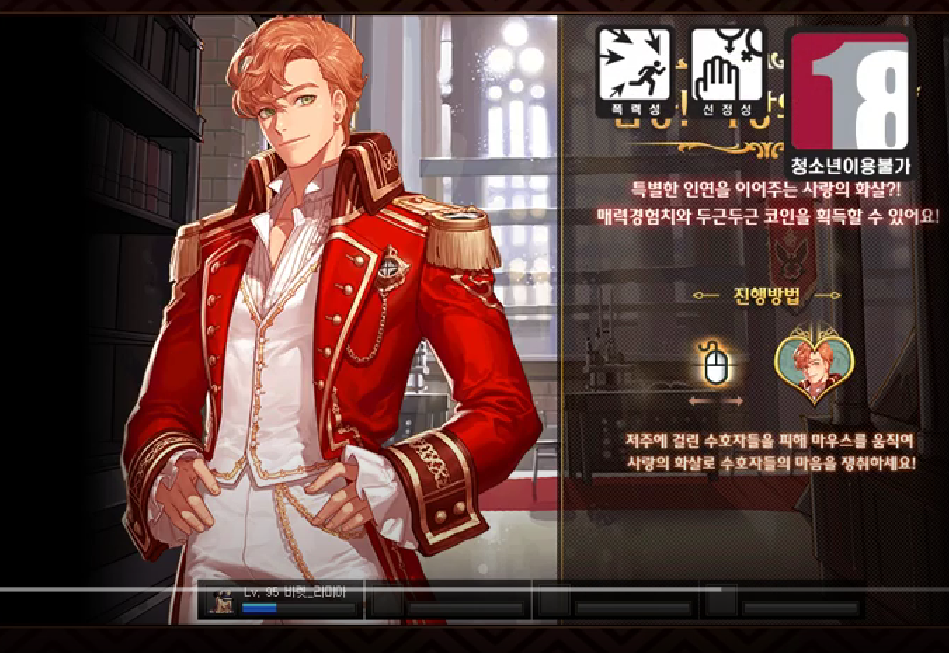 폭력성
선정성
18
청소년이용불가
특별한 인연을 이어주는 사랑의 화살?!
매력경험치와 두근두근 코인을 획득할 수 있어요!
진행방법
저주에 걸린 수호자들을 피해 마우스를 움직여
사랑의 화살로 수호자들의 마음을 쟁취하세요!
Lv. 95